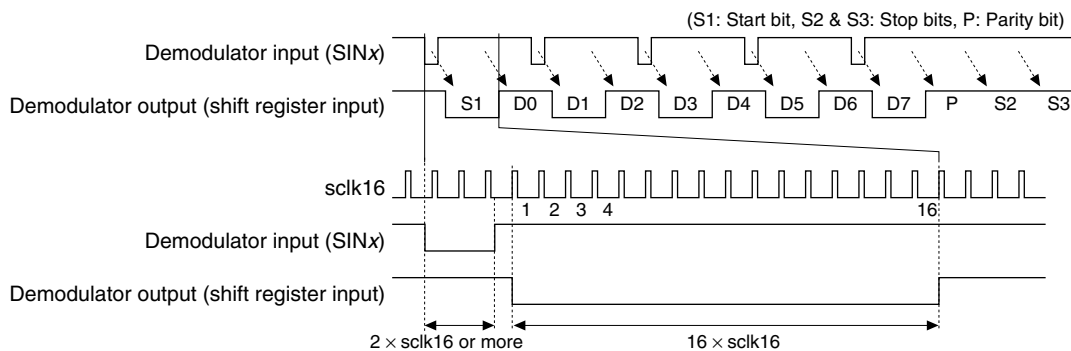 (S1: Start bit, S2 & S3: Stop bits, P: Parity bit)
Demodulator input (SINx)
Demodulator output (shift register input)
S1 D0 D1 D2 D3 D4 D5 D6 D7 P S2 S3
sclk16
1 2 3 4 16
Demodulator input (SINx)
Demodulator output (shift register input)
2 × sclk16 or more 16 × sclk16